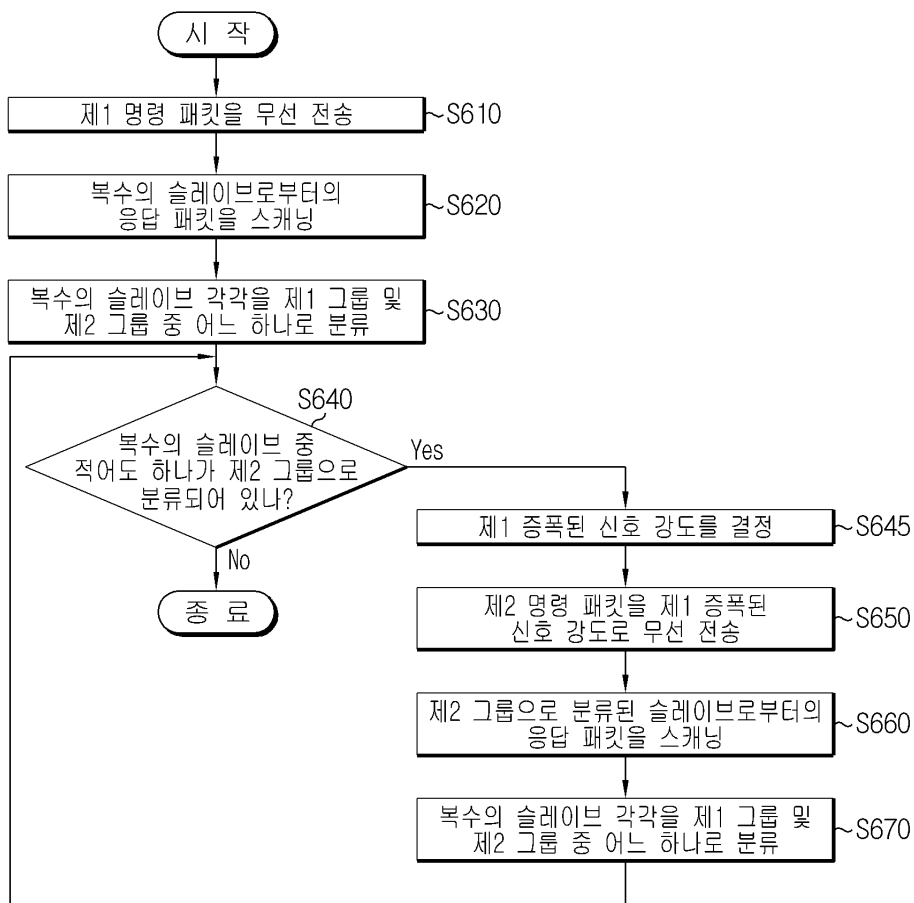 시 작
제1 명령 패킷을 무선 전송
S610
복수의 슬레이브로부터의
응답 패킷을 스캐닝
S620
복수의 슬레이브 각각을 제1 그룹 및
제2 그룹 중 어느 하나로 분류
S630
S640
복수의 슬레이브 중
적어도 하나가 제2 그룹으로
분류되어 있나?
Yes
No
종 료
제1 증폭된 신호 강도를 결정
S645
제2 명령 패킷을 제1 증폭된
신호 강도로 무선 전송
S650
제2 그룹으로 분류된 슬레이브로부터의
응답 패킷을 스캐닝
S660
복수의 슬레이브 각각을 제1 그룹 및
제2 그룹 중 어느 하나로 분류
S670